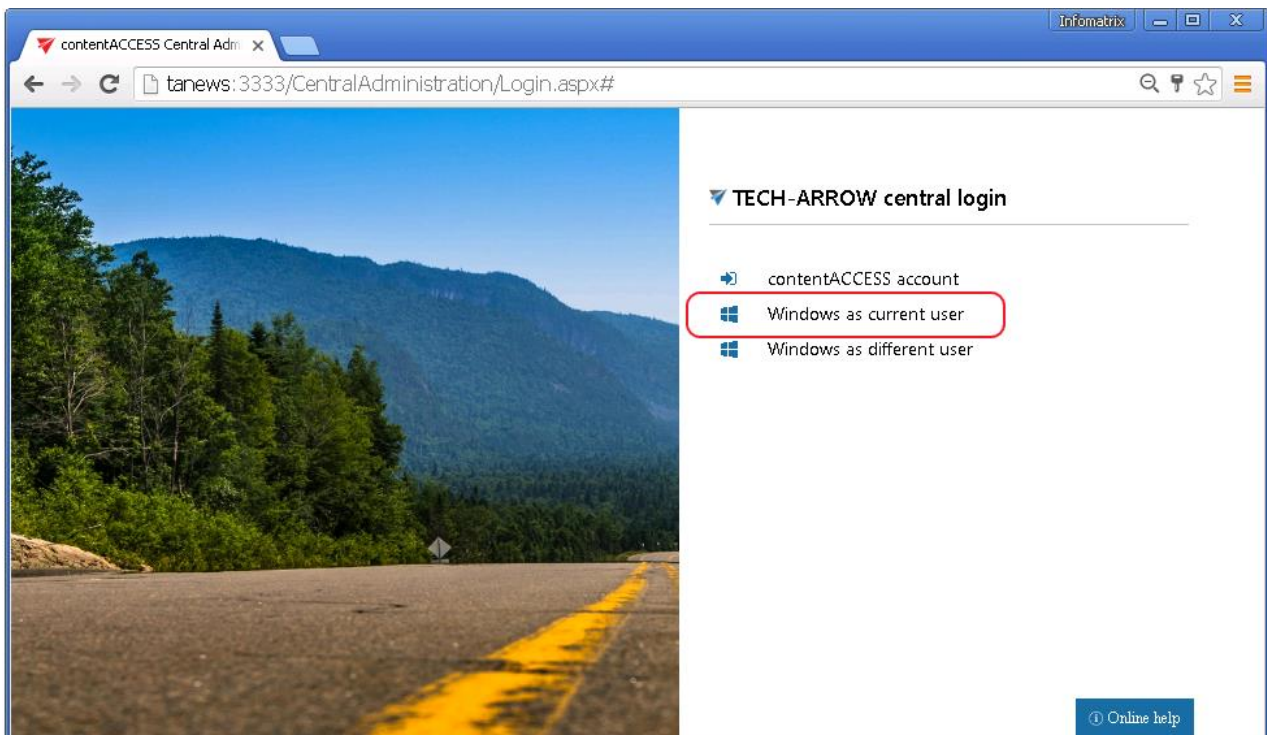 Infomatrix
contentACCESS Central Adm
tanews:3333/CentralAdministration/Login.aspx#
TECH-ARROW central login
contentACCESS account
Windows as current user
Windows as different user
Online help